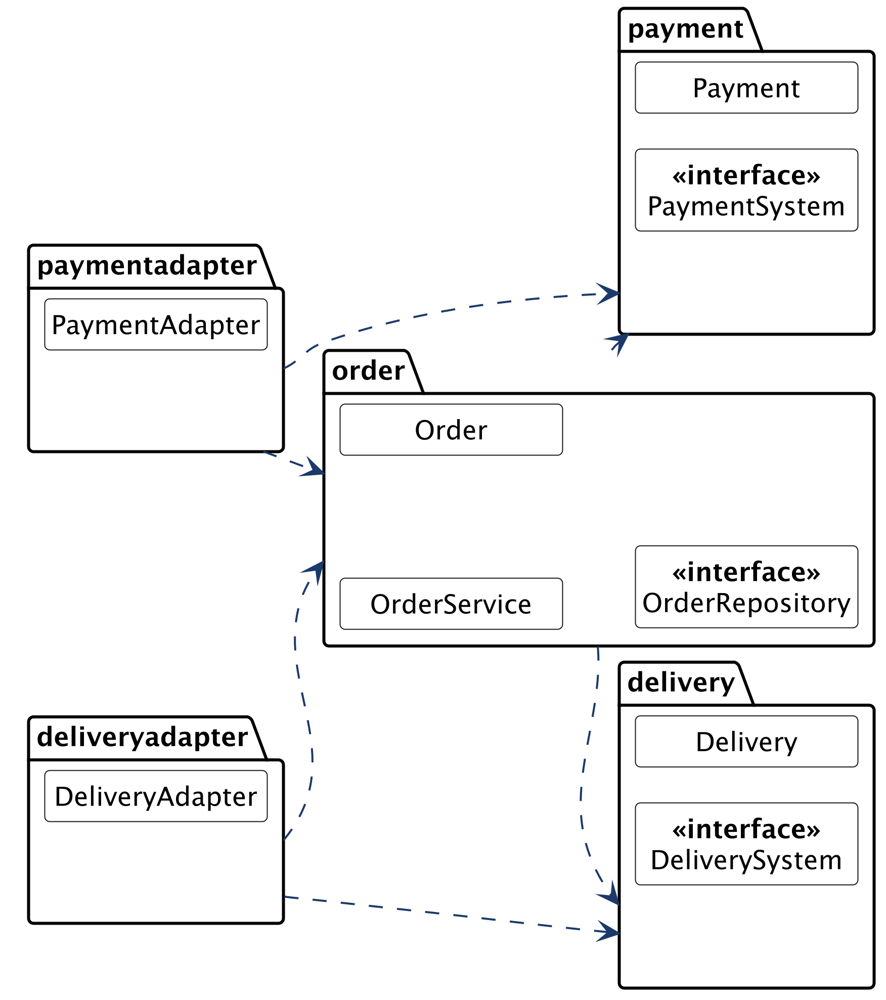 payment
Payment
«interface»
PaymentSystem
paymentadapter
PaymentAdapter
order
Order
OrderService
«interface»
OrderRepository
delivery
Delivery
«interface»
DeliverySystem
deliveryadapter
DeliveryAdapter